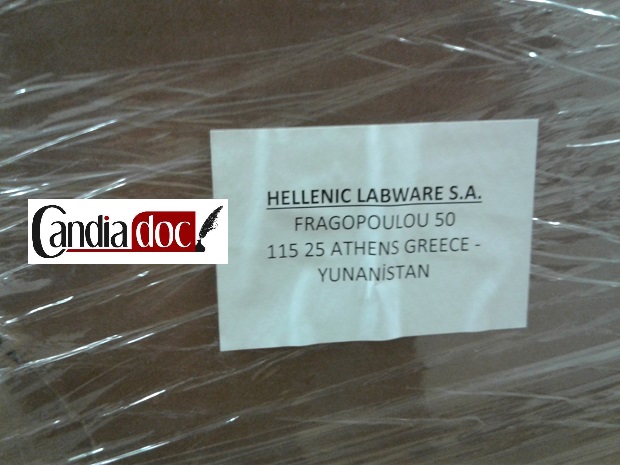 Candiadoc
HELLENIC LABWARE S.A.
FRAGOPOULOU 50
115 25 ATHENS GREECE -
YUNANİSTAN